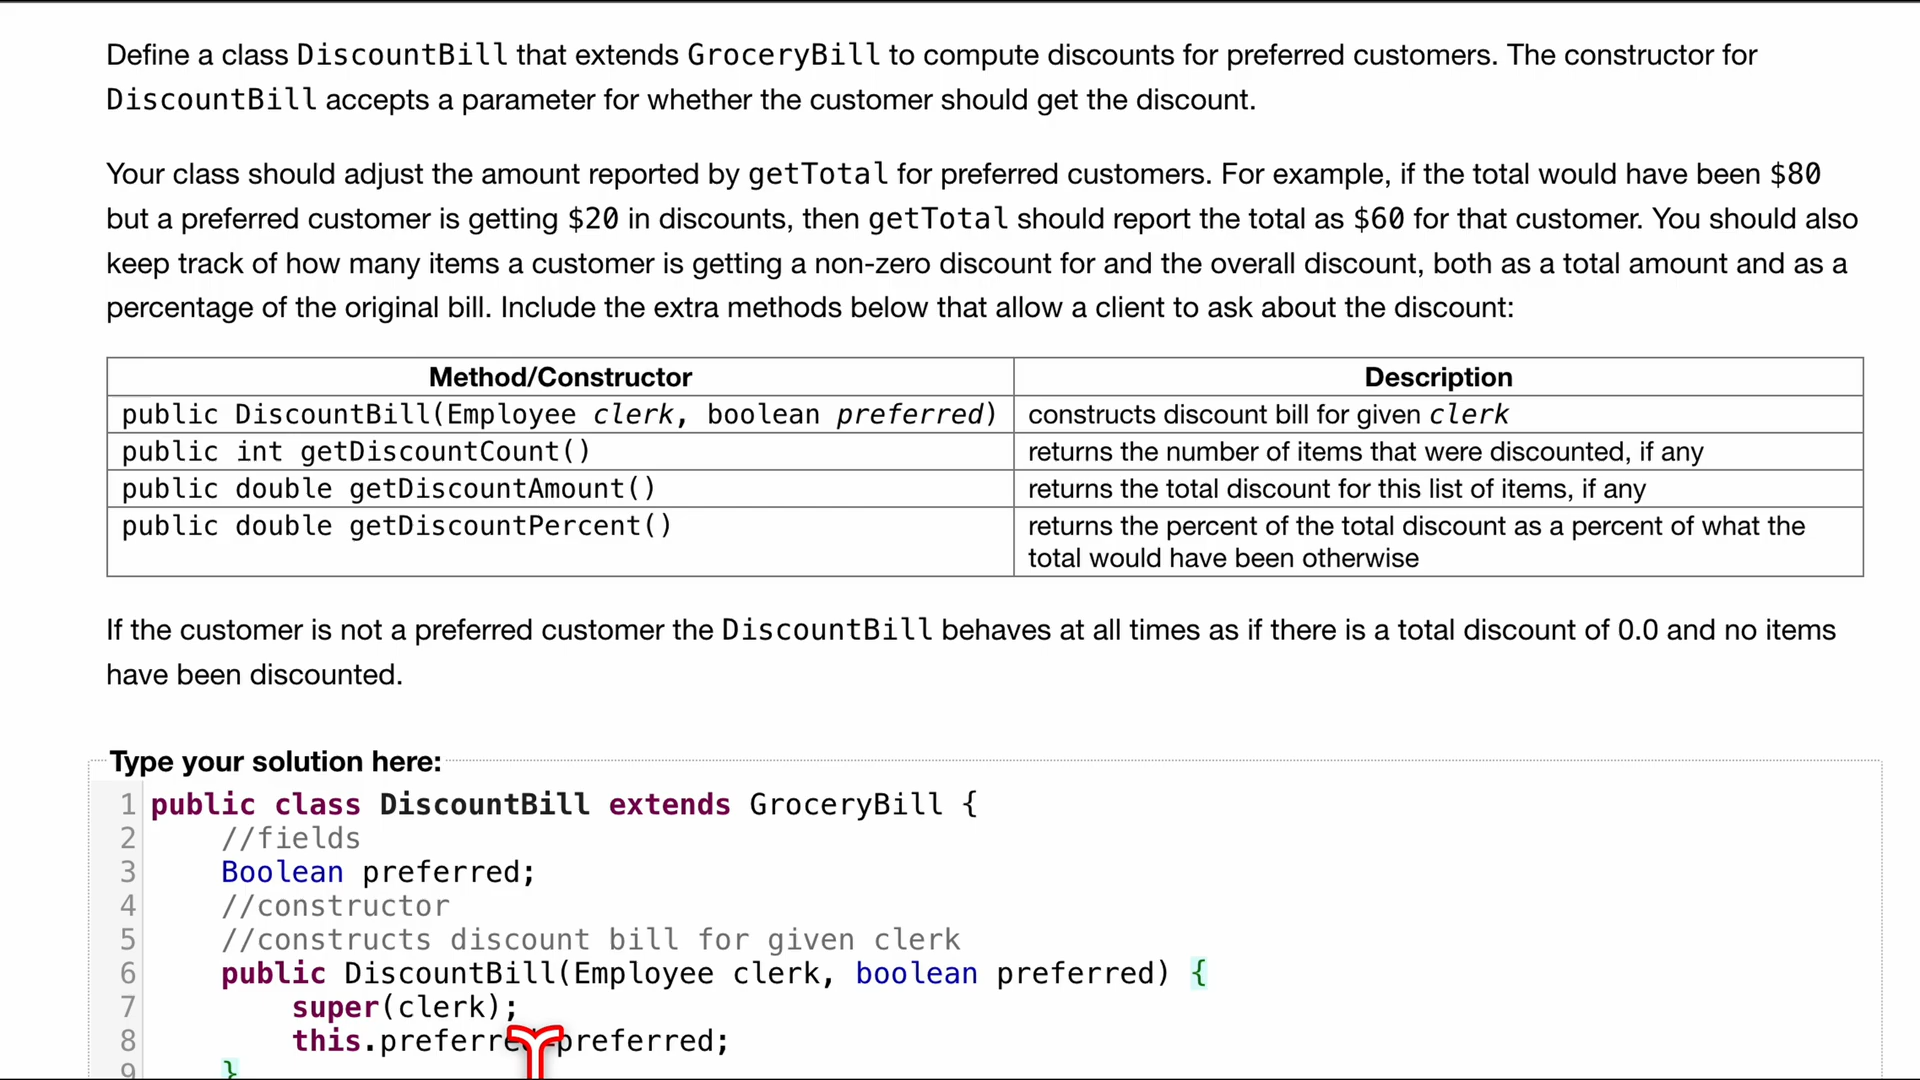 Define a class DiscountBill that extends GroceryBill to compute discounts for preferred customers. The constructor for
DiscountBill accepts a parameter for whether the customer should get the discount.
Your class should adjust the amount reported by getTotal for preferred customers. For example, if the total would have been $80
but a preferred customer is getting $20 in discounts, then getTotal should report the total as $60 for that customer. You should also
keep track of how many items a customer is getting a non-zero discount for and the overall discount, both as a total amount and as a
percentage of the original bill. Include the extra methods below that allow a client to ask about the discount:
Method/Constructor Description
public DiscountBill(Employee clerk, boolean preferred) constructs discount bill for given clerk
public int getDiscountCount() returns the number of items that were discounted, if any
public double getDiscountAmount() returns the total discount for this list of items, if any
public double getDiscountPercent() returns the percent of the total discount as a percent of what the
total would have been otherwise
If the customer is not a preferred customer the DiscountBill behaves at all times as if there is a total discount of 0.0 and no items
have been discounted.
Type your solution here:
1 public class DiscountBill extends GroceryBill {
2 //fields
3 Boolean preferred;
4 //constructor
5 //constructs discount bill for given clerk
6 public DiscountBill(Employee clerk, boolean preferred) {
7 super(clerk);
8 this.preferred=preferred;
9 }